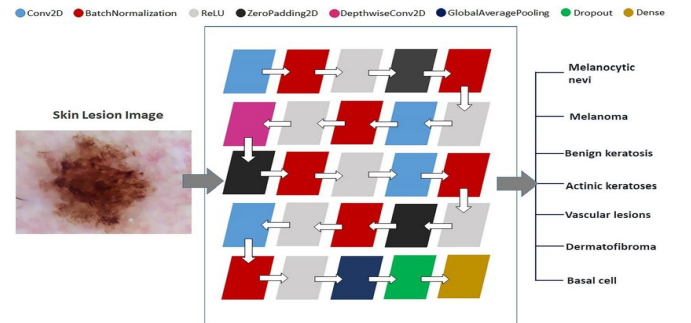 Conv2D BatchNormalization ReLU ZeroPadding2D DepthwiseConv2D GlobalAveragePooling Dropout Dense
Skin Lesion Image
Melanocytic
nevi
Melanoma
Benign keratosis
Actinic keratoses
Vascular lesions
Dermatofibroma
Basal cell